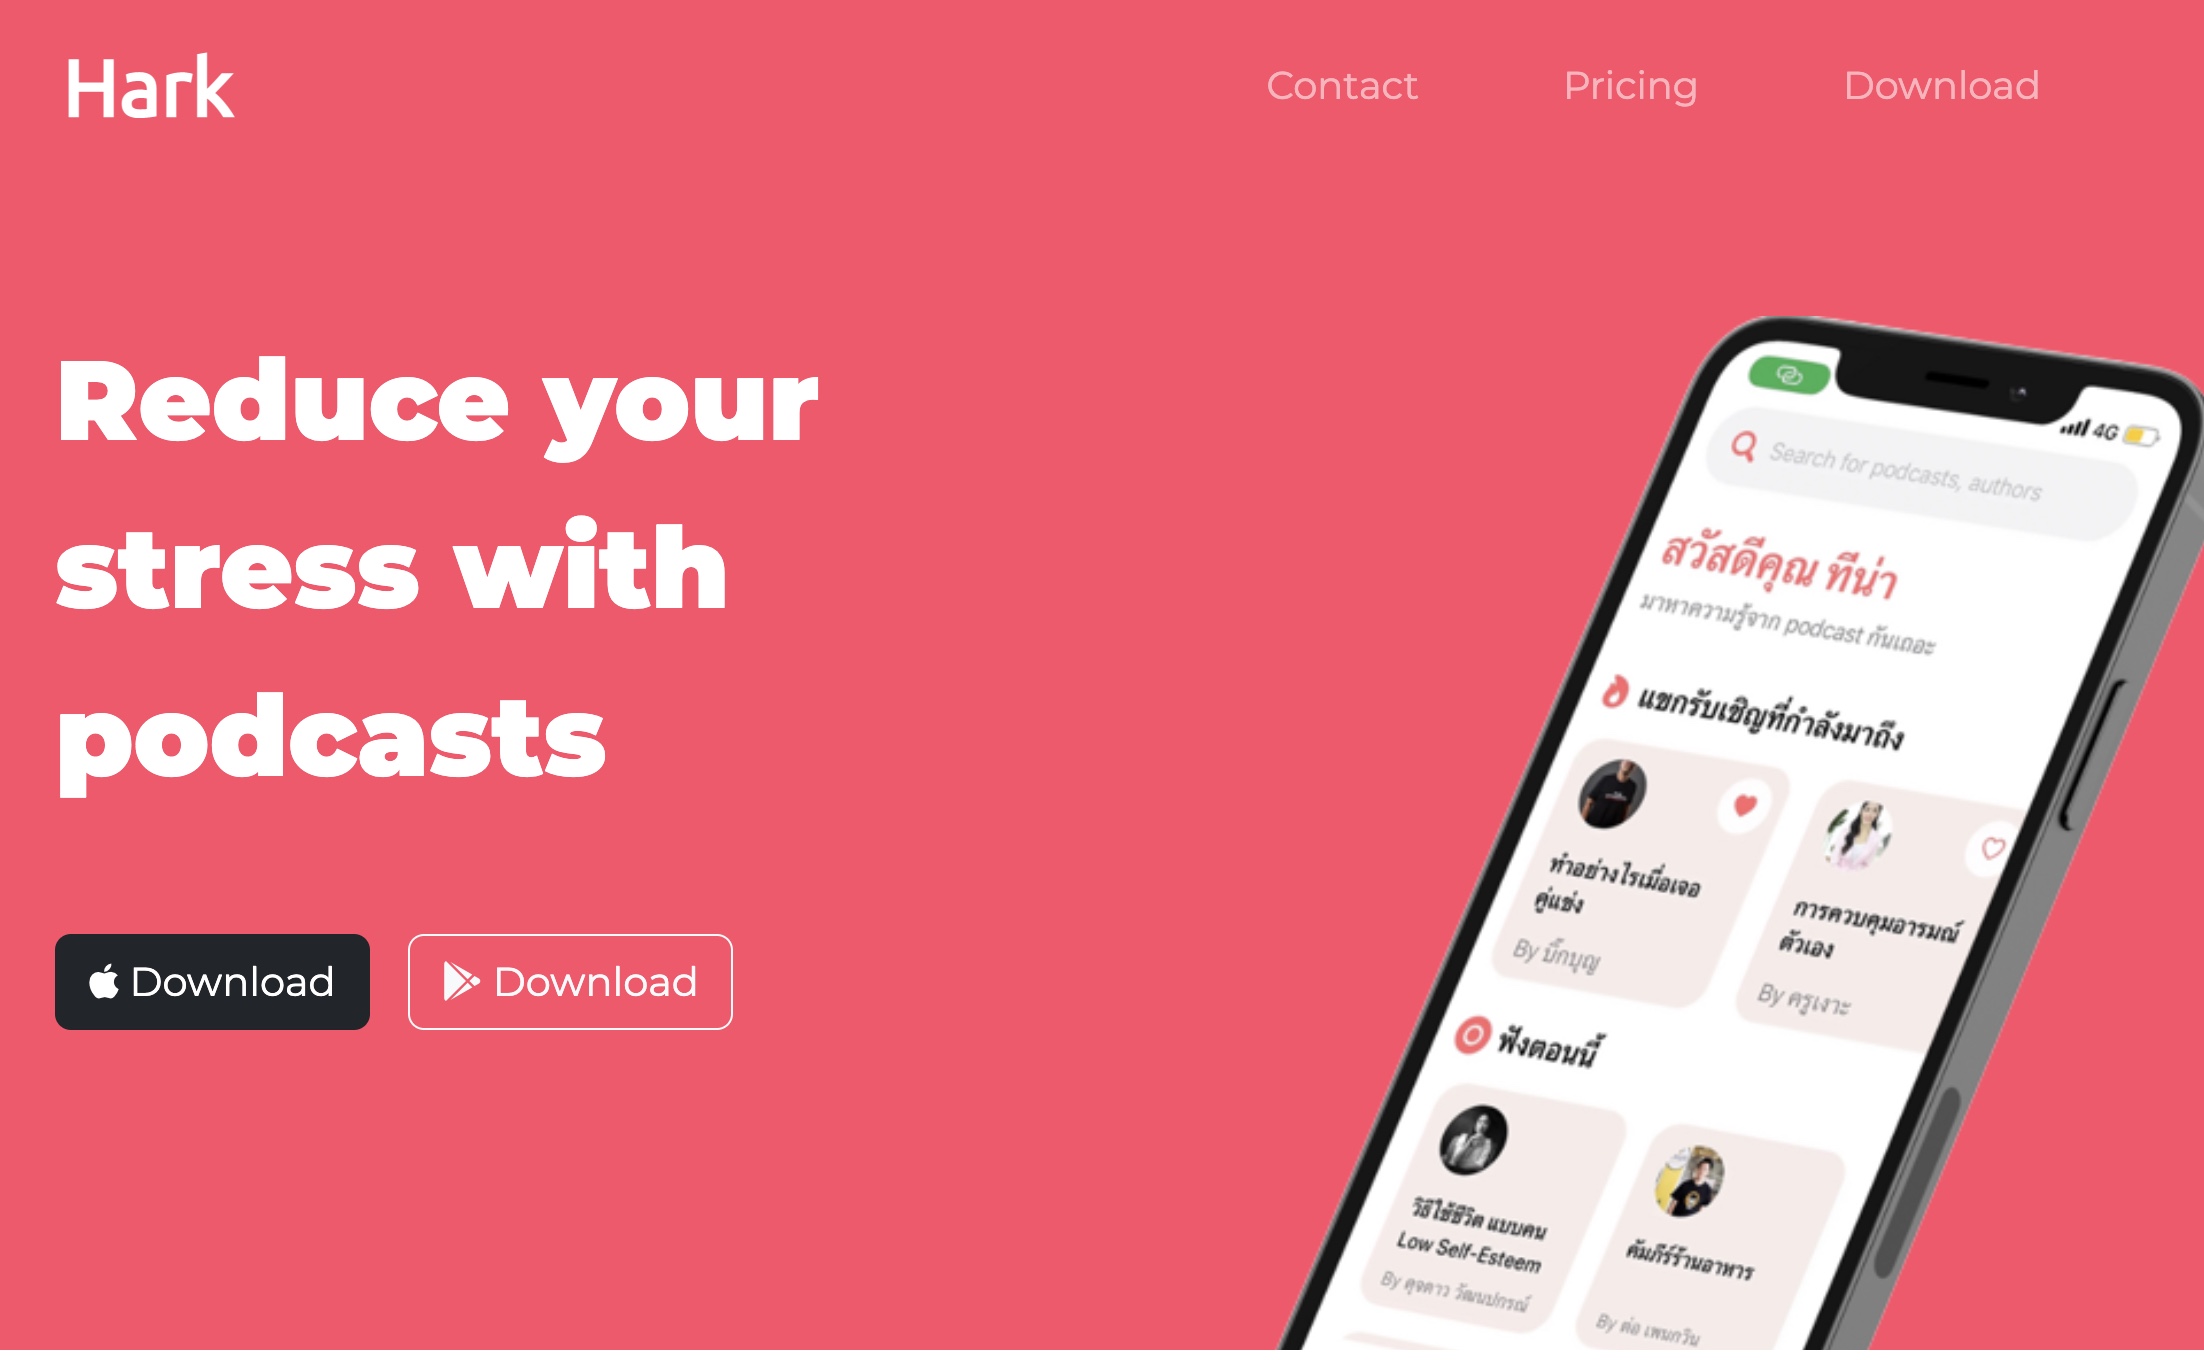 Hark
Contact
Pricing
Download
Reduce your
stress with
podcasts
Download
Download
4G
Search for podcasts, authors
สวัสดีคุณ ทีน่า
มาหาความรู้จาก podcast กันเถอะ
แขกรับเชิญที่กำลังมาถึง
ทำอย่างไรเมื่อเจอ
คู่แข่ง
By บิ๊กบุญ
การควบคุมอารมณ์
ตัวเอง
By ครูเงาะ
ฟังตอนนี้
วิธีใช้ชีวิต แบบคน
Low Self-Esteem
By ดุจดาว วัฒนปกรณ์
คัมภีร์ร้านอาหาร
By ต่อ เพนกวิน